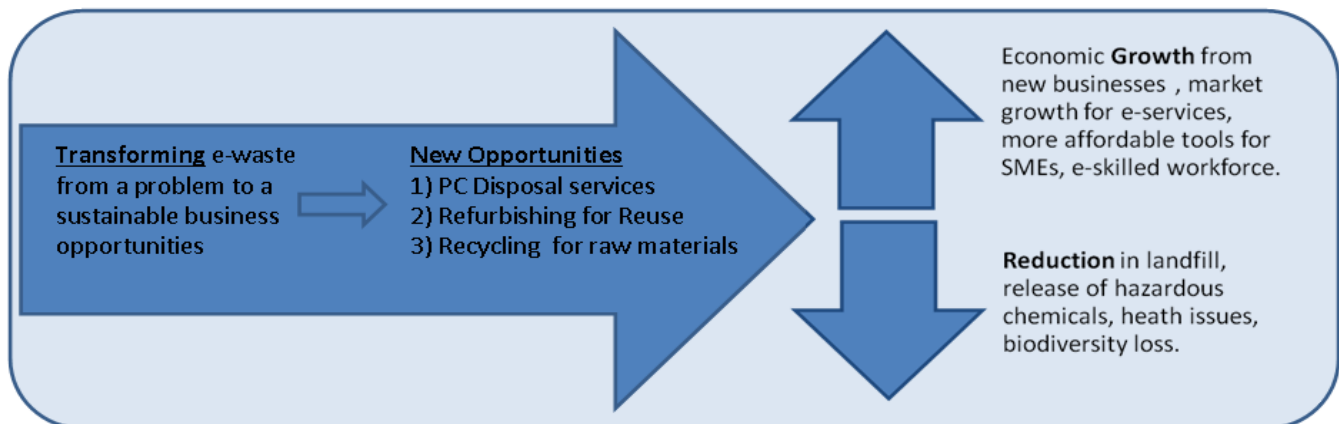 Transforming e-waste
from a problem to a
sustainable business
opportunities
New Opportunities
1) PC Disposal services
2) Refurbishing for Reuse
3) Recycling for raw materials
Economic Growth from
new businesses , market
growth for e-services,
more affordable tools for
SMEs, e-skilled workforce.
Reduction in landfill,
release of hazardous
chemicals, heath issues,
biodiversity loss.